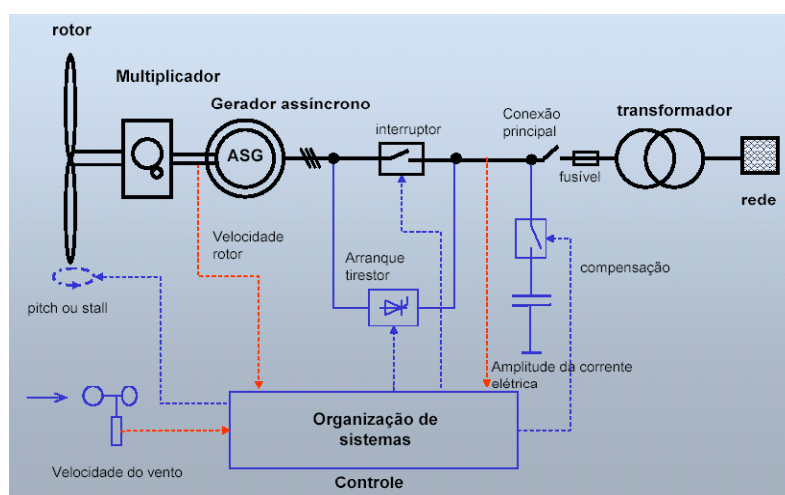 rotor
Multiplicador
Gerador assíncrono
ASG
interruptor
Conexão
principal
transformador
fusível
rede
Velocidade
rotor
Arranque
tirestor
compensação
pitch ou stall
Amplitude da corrente
elétrica
Organização de
sistemas
Velocidade do vento
Controle